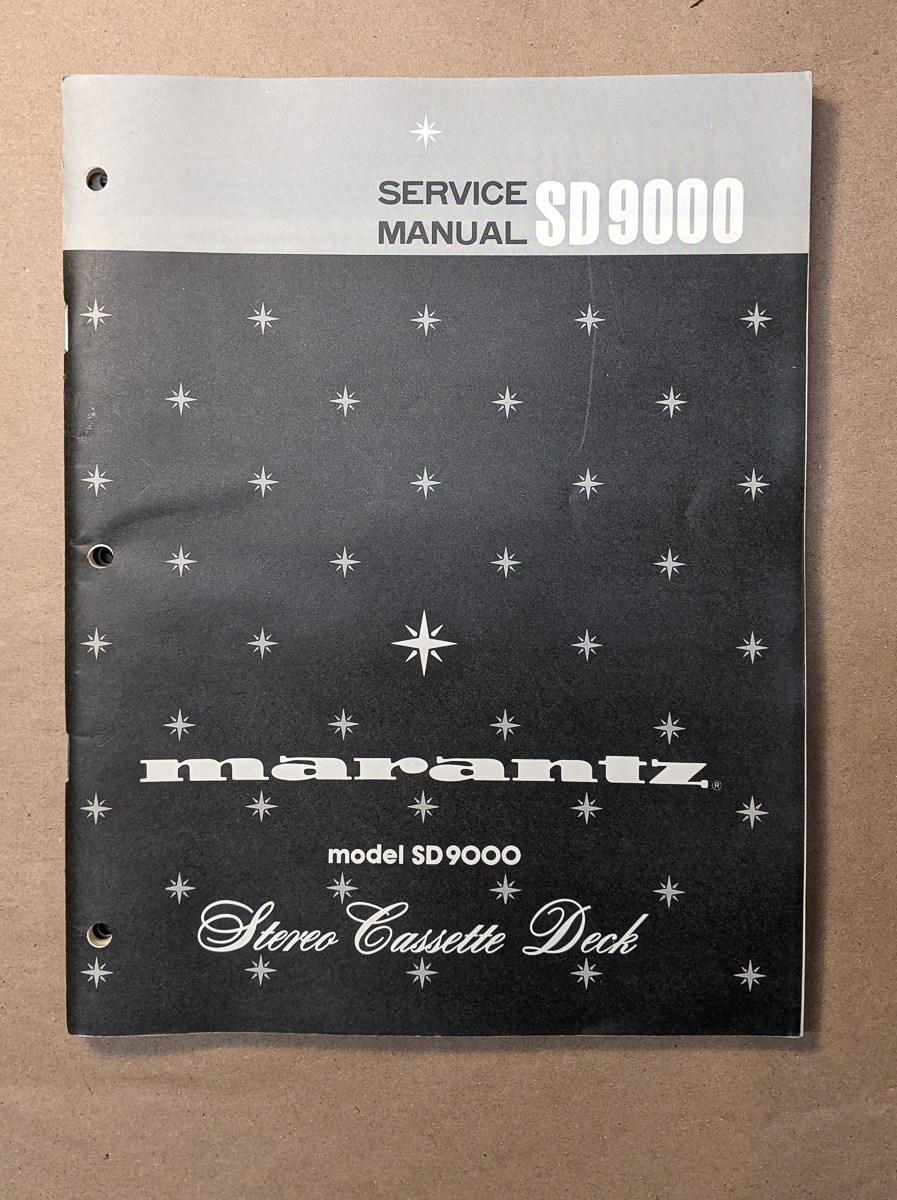 SERVICE
MANUAL SD9000
marantz®
model SD9000
Stereo Cassette Deck